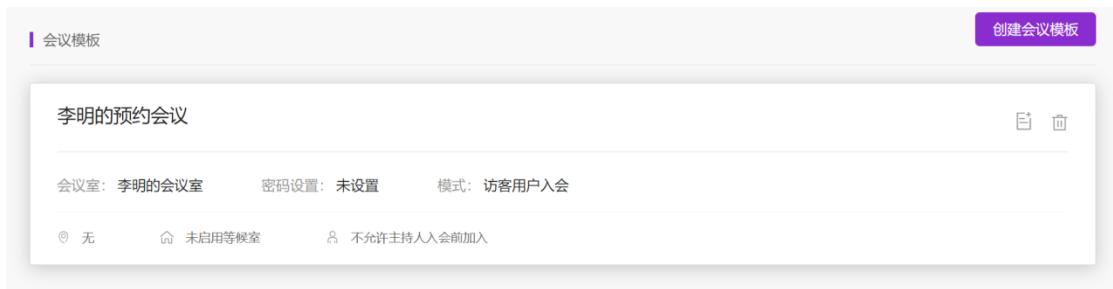 会议模板
创建会议模板
李明的预约会议
会议室： 李明的会议室 密码设置： 未设置 模式： 访客用户入会
无 未启用等候室 不允许主持人入会前加入